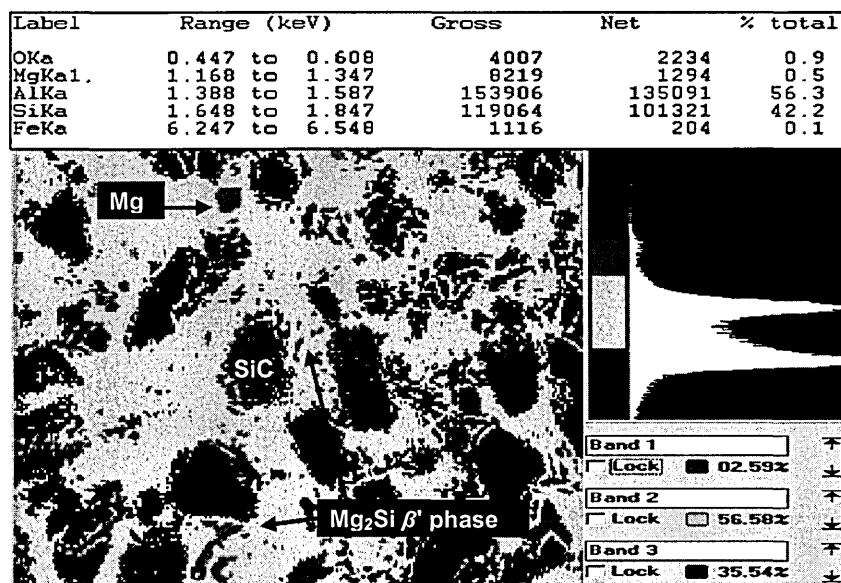 Label Range (keV) Gross Net % total
OKa 0.447 to 0.608 4007 2234 0.9
MgKa1, 1.168 to 1.347 8219 1294 0.5
AlKa 1.388 to 1.587 153906 135091 56.3
SiKa 1.648 to 1.847 119064 101321 42.2
FeKa 6.247 to 6.548 1116 204 0.1
Mg
SiC
Mg₂Si β' phase
Band 1
Lock 02.59%
Band 2
Lock 56.58%
Band 3
Lock 35.54%